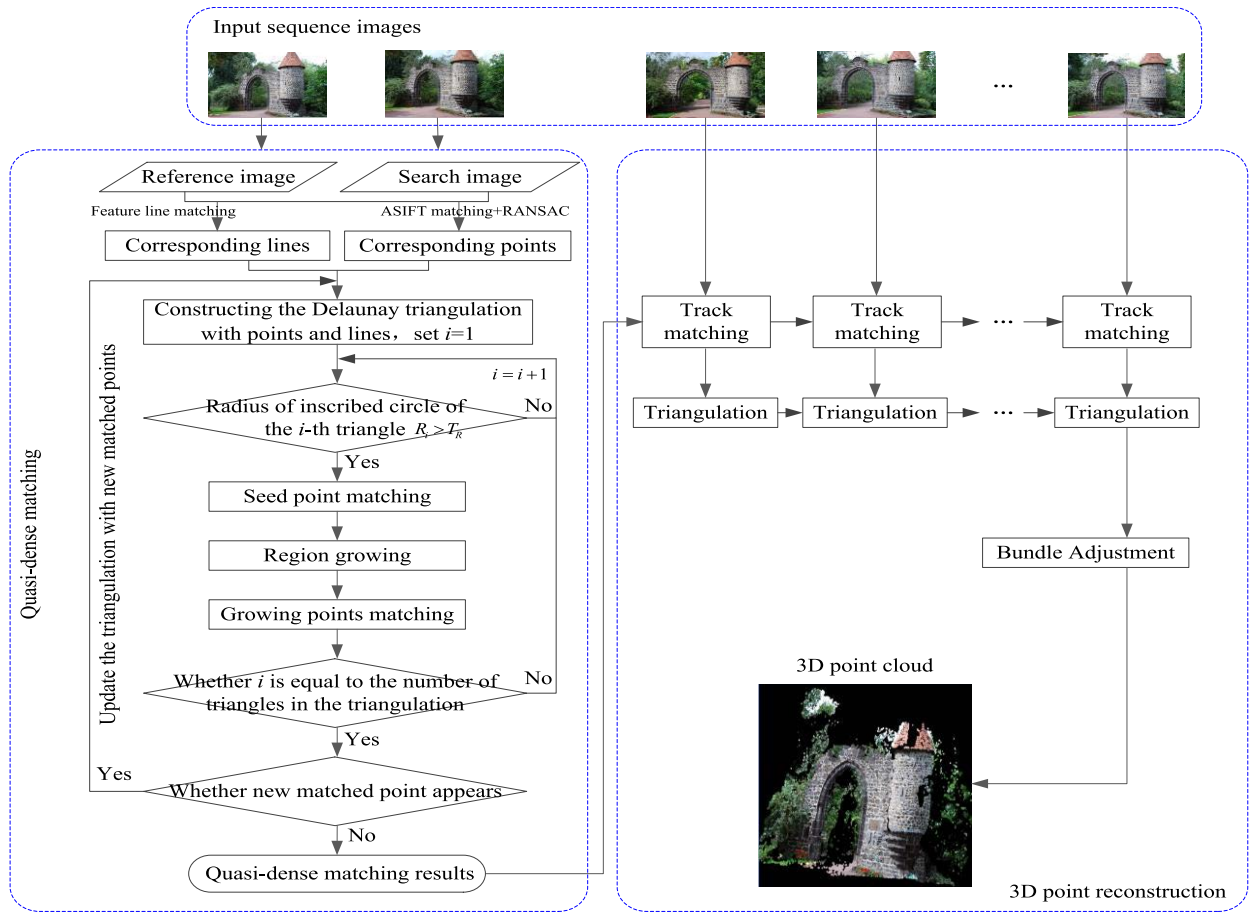 Input sequence images
...
Reference image
Search image
Feature line matching
ASIFT matching+RANSAC
Corresponding lines
Corresponding points
Constructing the Delaunay triangulation
with points and lines，set i=1
i = i+1
Radius of inscribed circle of
the i-th triangle R_i > T_R
No
Yes
Seed point matching
Region growing
Growing points matching
Whether i is equal to the number of
triangles in the triangulation
No
Yes
Whether new matched point appears
Yes
No
Quasi-dense matching results
Update the triangulation with new matched points
Quasi-dense matching
Track
matching
Track
matching
...
Track
matching
Triangulation
Triangulation
...
Triangulation
Bundle Adjustment
3D point cloud
3D point reconstruction